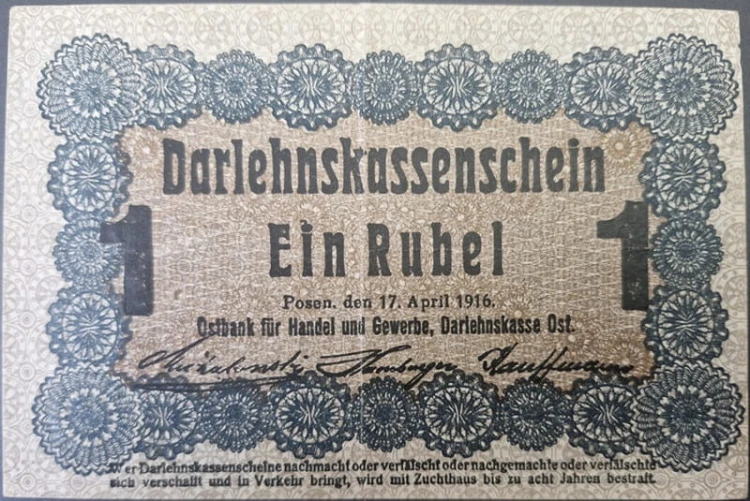 Darlehnskassenschein
1 Ein Rubel 1
Posen, den 17. April 1916.
Ostbank für Handel und Gewerbe, Darlehnskasse Ost.
Kauffmann
Wer Darlehnskassenscheine nachmacht oder verfälscht oder nachgemachte oder verfälschte
sich verschafft und in Verkehr bringt, wird mit Zuchthaus bis zu acht Jahren bestraft.